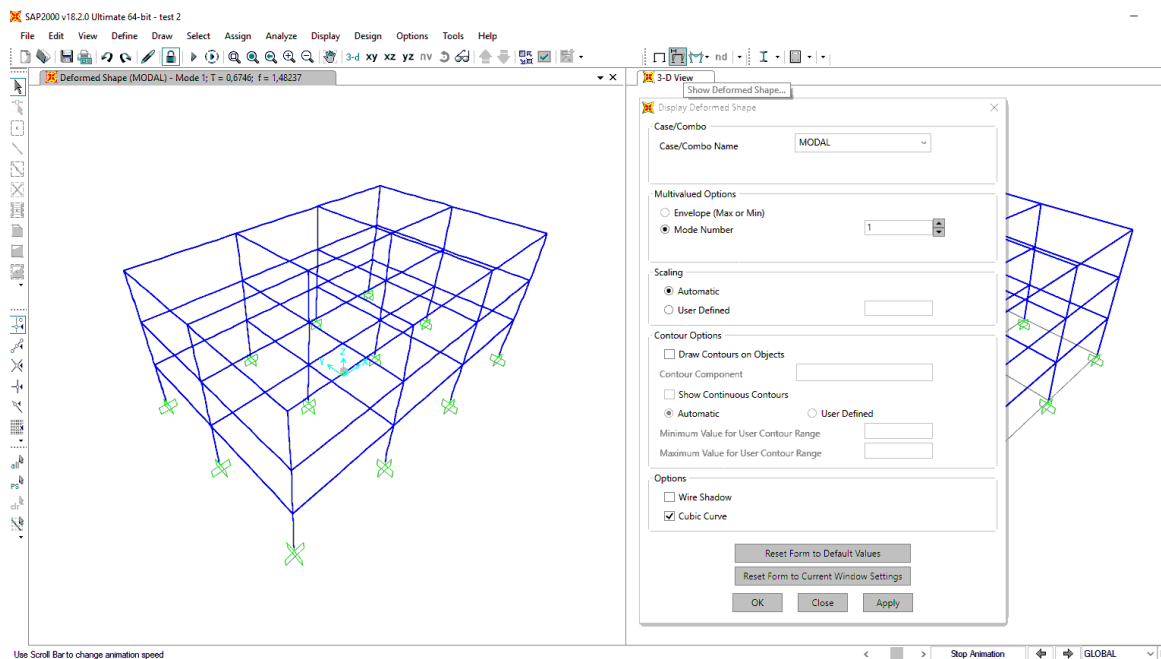 SAP2000 v18.2.0 Ultimate 64-bit - test 2
File Edit View Define Draw Select Assign Analyze Display Design Options Tools Help
3-d xy xz yz nv nd
Deformed Shape (MODAL) - Mode 1; T = 0,6746; f = 1,48237
3-D View
Show Deformed Shape...
Display Deformed Shape
Case/Combo
Case/Combo Name MODAL
Multivalued Options
Envelope (Max or Min)
Mode Number 1
Scaling
Automatic
User Defined
Contour Options
Draw Contours on Objects
Contour Component
Show Continuous Contours
Automatic User Defined
Minimum Value for User Contour Range
Maximum Value for User Contour Range
Options
Wire Shadow
Cubic Curve
Reset Form to Default Values
Reset Form to Current Window Settings
OK Close Apply
Z
all
PS
clr
Use Scroll Bar to change animation speed
Stop Animation
GLOBAL